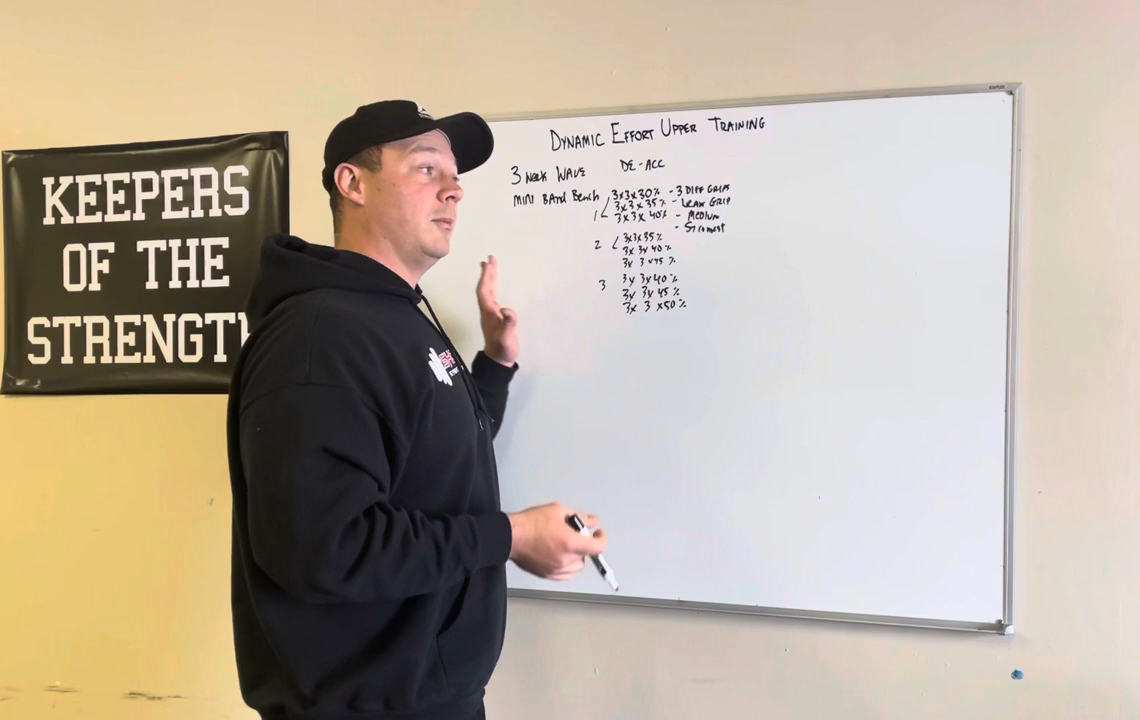 KEEPERS
OF THE
STRENGTH
DYNAMIC EFFORT UPPER TRAINING
3 WEEK WAVE DE-ACC
MINI BAND BENCH 3x3x30% - 3 DIFF GRIPS
1 < 3x3x35% - WEAK GRIP
3x3x40% - MEDIUM
- STRONGEST
2 < 3x3x35%
3x3x40%
3x3x45%
3 3x3x40%
3x3x45%
3x3x50%